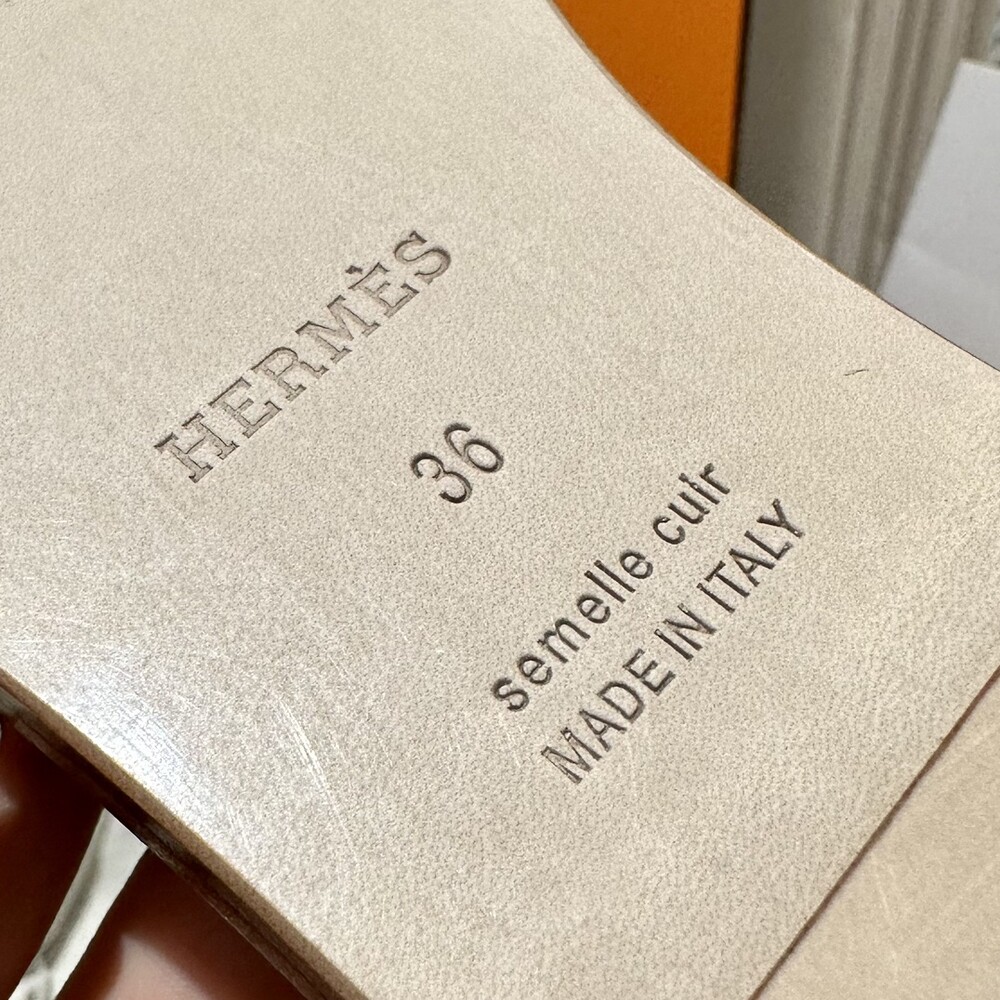 HERMÈS
36
semelle cuir
MADE IN ITALY